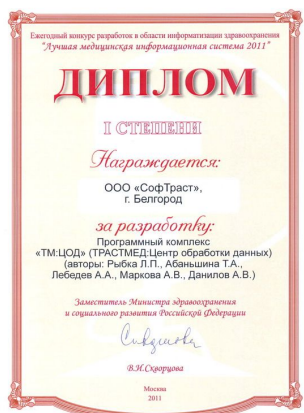 Ежегодный конкурс разработок в области информатизации здравоохранения
"Лучшая медицинская информационная система 2011"
ДИПЛОМ
I СТЕПЕНИ
Награждается:
ООО «СофТраст»,
г. Белгород
за разработку:
Программный комплекс
«ТМ:ЦОД» (ТРАСТМЕД:Центр обработки данных)
(авторы: Рыбка Л.П., Абаньшина Т.А.,
Лебедев А.А., Маркова А.В., Данилов А.В.)
Заместитель Министра здравоохранения
и социального развития Российской Федерации
В.И.Скворцова
Москва
2011